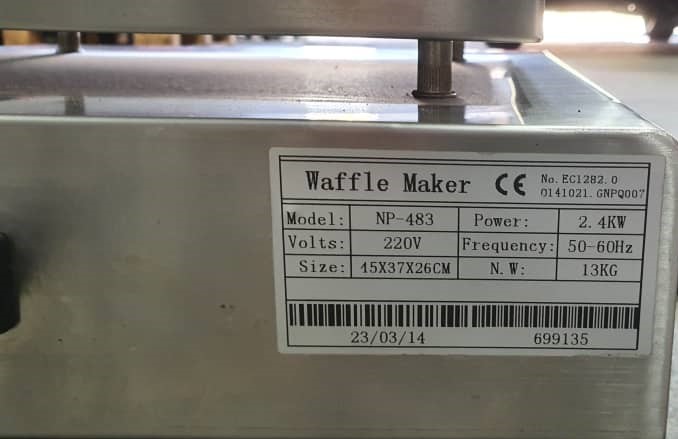 Waffle Maker CE No. EC1282.0
0141021. GNPQ007
Model: NP-483 Power: 2.4KW
Volts: 220V Frequency: 50-60Hz
Size: 45X37X26CM N.W: 13KG
23/03/14 699135